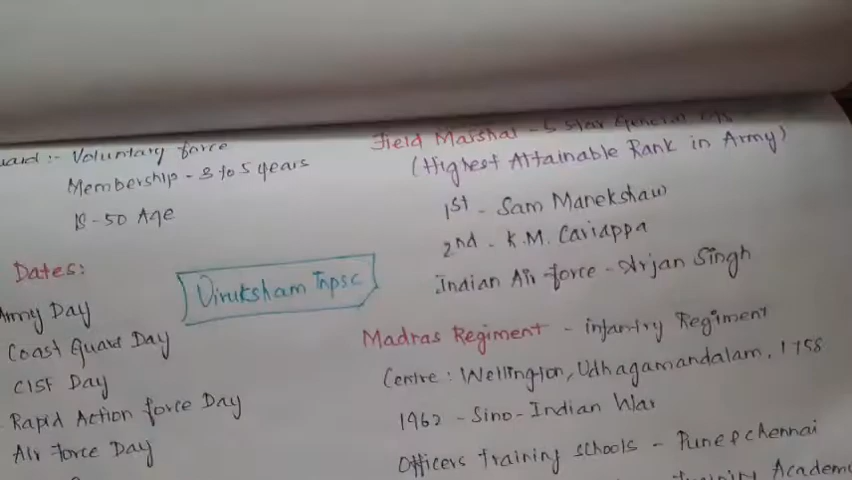 Voluntary force
Membership - 3 to 5 years
18-50 Age
Dates:
Army Day
Coast Guard Day
CISF Day
Rapid Action force Day
Air force Day
Viruksham Tnpsc
Field Marshal - 5 star General
(Highest Attainable Rank in Army)
1st - Sam Manekshaw
2nd - K.M. Cariappa
Indian Air force - Arjan Singh
Madras Regiment - infantry Regiment
Centre : Wellington, Udhagamandalam, 1758
1962 - Sino-Indian War
Officers training schools - Pune & chennai